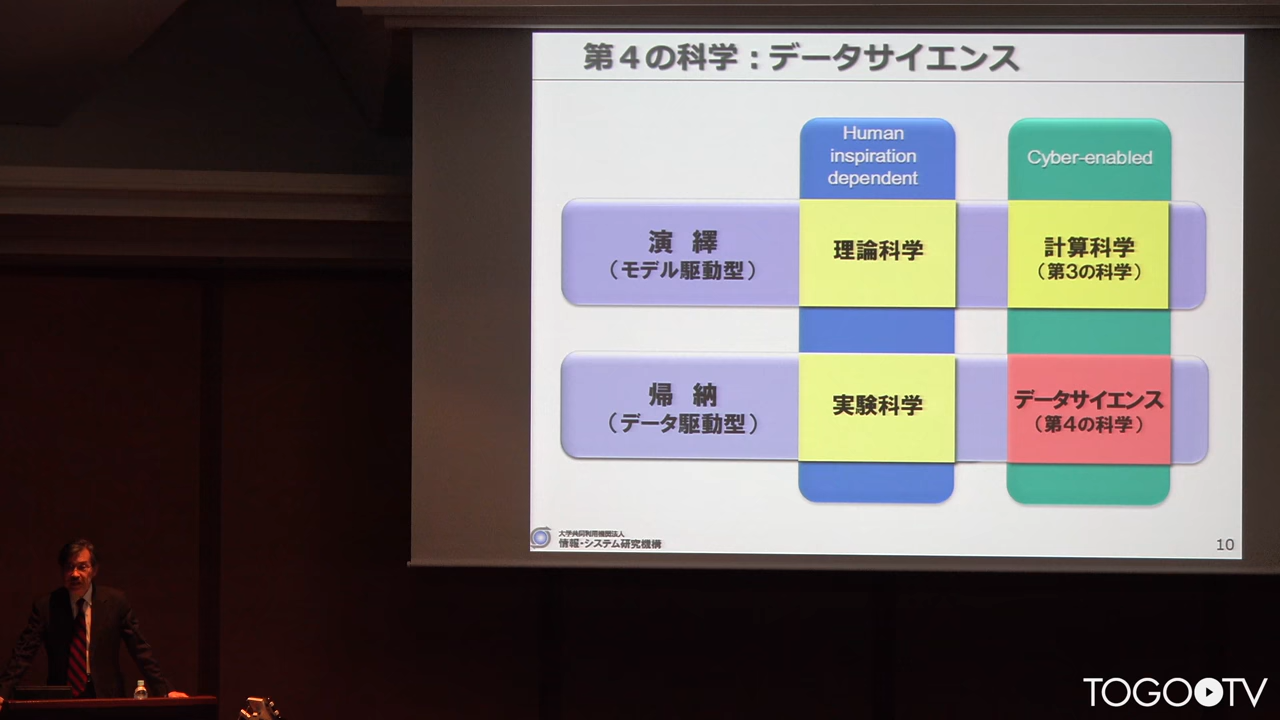 第４の科学：データサイエンス
Human
inspiration
dependent
Cyber-enabled
演　繹
（モデル駆動型）
理論科学
計算科学
（第3の科学）
帰　納
（データ駆動型）
実験科学
データサイエンス
（第4の科学）
大学共同利用機関法人
情報・システム研究機構
10
TOGOTV